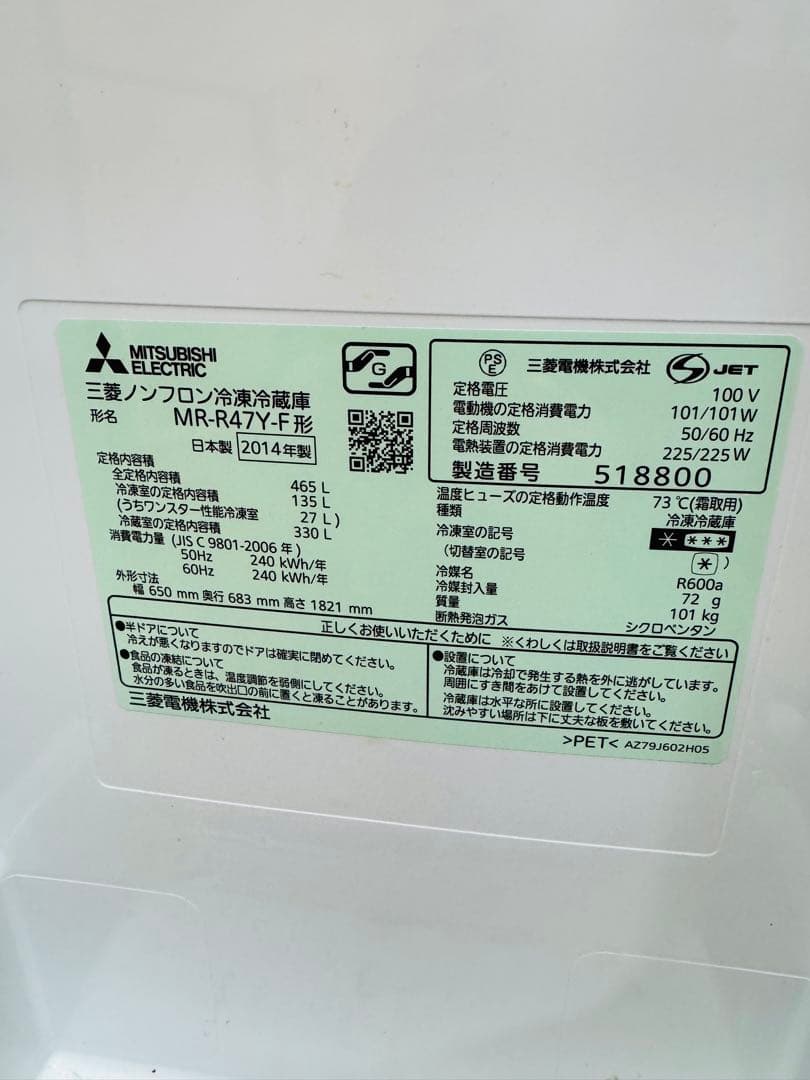 MITSUBISHI
ELECTRIC
G
三菱ノンフロン冷凍冷蔵庫
形名 MR-R47Y-F形
日本製 2014年製
定格内容積
全定格内容積 465 L
冷凍室の定格内容積 135 L
(うちワンスター性能冷凍室 27 L)
冷蔵室の定格内容積 330 L
消費電力量 (JIS C 9801-2006 年)
50Hz 240 kWh/年
60Hz 240 kWh/年
外形寸法
幅 650 mm 奥行 683 mm 高さ 1821 mm
PS
E
三菱電機株式会社
JET
定格電圧 100 V
電動機の定格消費電力 101/101W
定格周波数 50/60 Hz
電熱装置の定格消費電力 225/225 W
製造番号 518800
温度ヒューズの定格動作温度 73 ℃(霜取用)
種類 冷凍冷蔵庫
冷凍室の記号 * ***
(切替室の記号 * )
冷媒名 R600a
冷媒封入量 72 g
質量 101 kg
断熱発泡ガス シクロペンタン
正しくお使いいただくために ※くわしくは取扱説明書をご覧ください
●半ドアについて
冷えが悪くなりますのでドアは確実に閉めてください。
●食品の凍結について
食品が凍るときは、温度調節を弱側にしてください。
水分の多い食品を吹出口の前に置くと凍ることがあります。
●設置について
冷蔵庫は冷却で発生する熱を外に逃がしています。
周囲にすき間をあけて設置してください。
冷蔵庫は水平な所に設置してください。
沈みやすい場所は下に丈夫な板を敷いてください。
三菱電機株式会社
>PET< AZ79J602H05